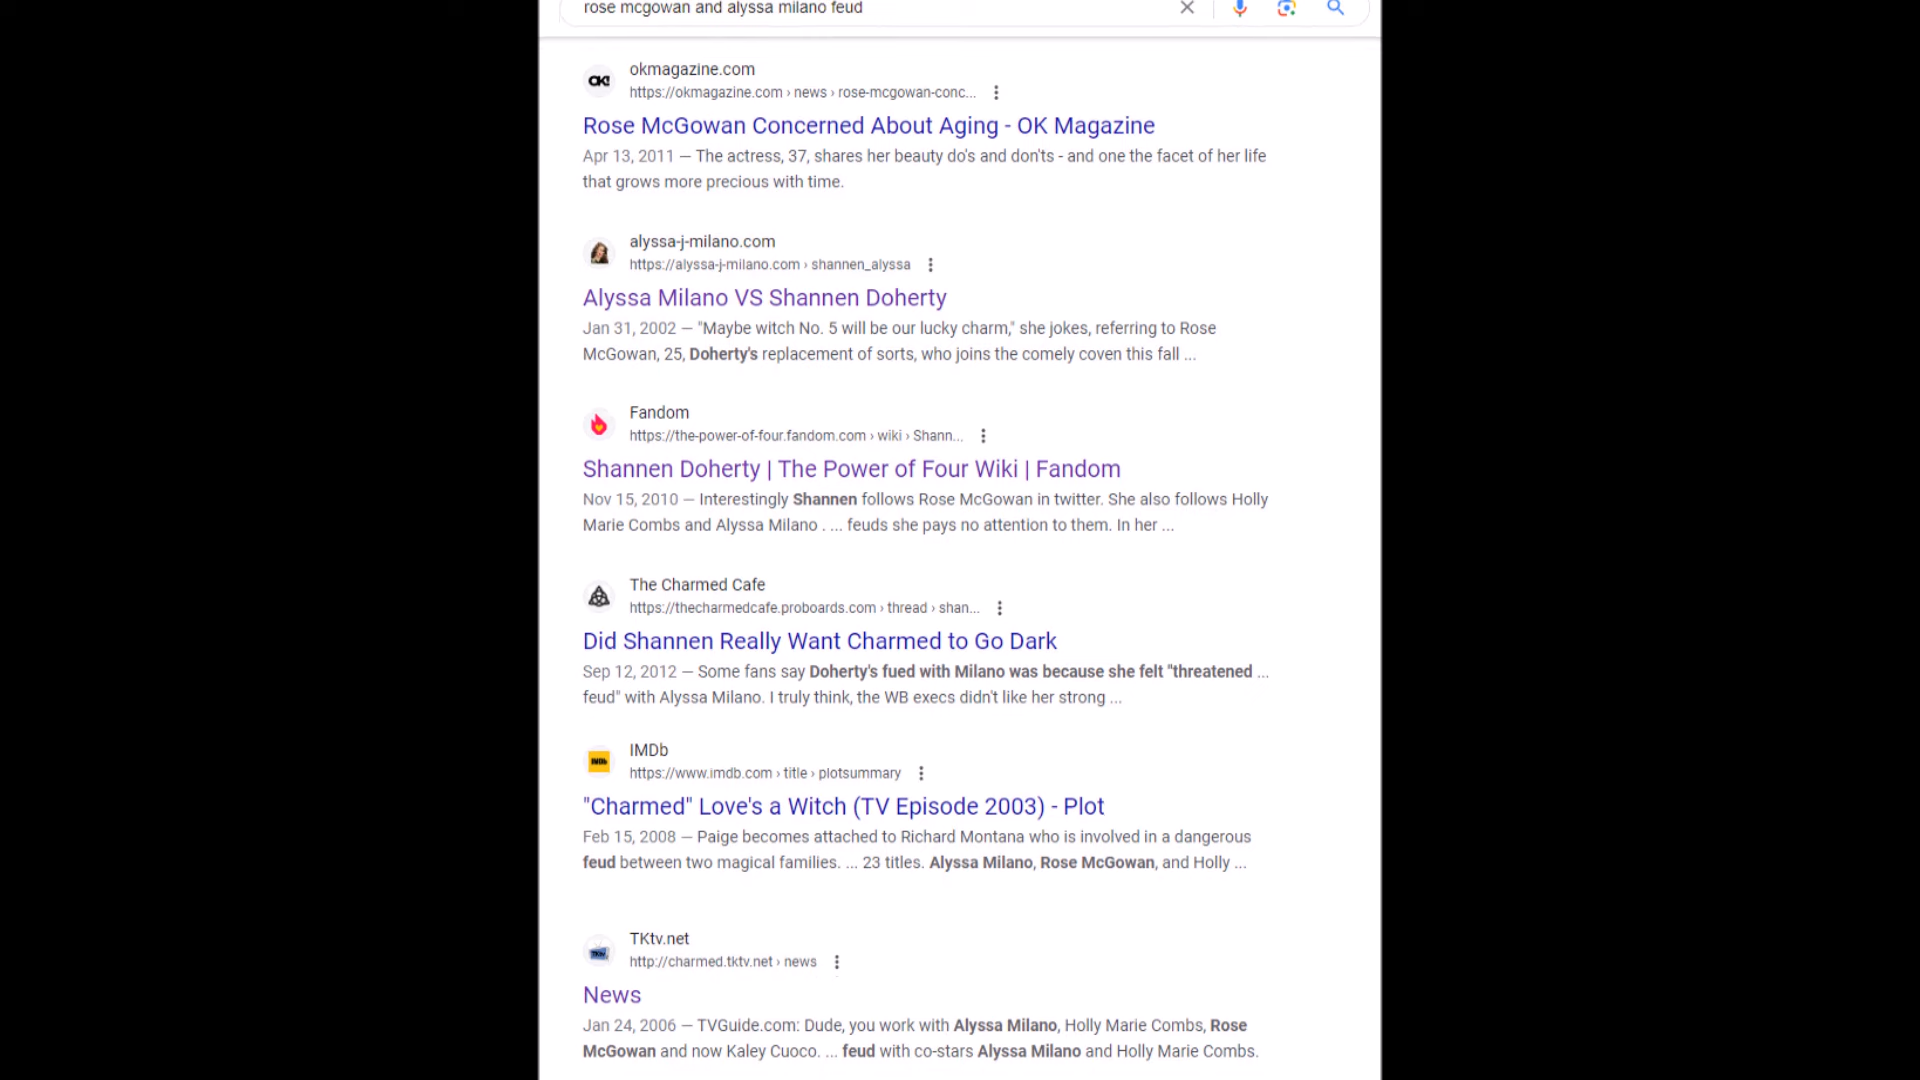 rose mcgowan and alyssa milano feud
OK!
okmagazine.com
https://okmagazine.com › news › rose-mcgowan-conc...
Rose McGowan Concerned About Aging - OK Magazine
Apr 13, 2011 — The actress, 37, shares her beauty do's and don'ts - and one the facet of her life
that grows more precious with time.
alyssa-j-milano.com
https://alyssa-j-milano.com › shannen_alyssa
Alyssa Milano VS Shannen Doherty
Jan 31, 2002 — "Maybe witch No. 5 will be our lucky charm," she jokes, referring to Rose
McGowan, 25, Doherty's replacement of sorts, who joins the comely coven this fall ...
Fandom
https://the-power-of-four.fandom.com › wiki › Shann...
Shannen Doherty | The Power of Four Wiki | Fandom
Nov 15, 2010 — Interestingly Shannen follows Rose McGowan in twitter. She also follows Holly
Marie Combs and Alyssa Milano . ... feuds she pays no attention to them. In her ...
The Charmed Cafe
https://thecharmedcafe.proboards.com › thread › shan...
Did Shannen Really Want Charmed to Go Dark
Sep 12, 2012 — Some fans say Doherty's fued with Milano was because she felt "threatened ...
feud" with Alyssa Milano. I truly think, the WB execs didn't like her strong ...
IMDb
IMDb
https://www.imdb.com › title › plotsummary
"Charmed" Love's a Witch (TV Episode 2003) - Plot
Feb 15, 2008 — Paige becomes attached to Richard Montana who is involved in a dangerous
feud between two magical families. ... 23 titles. Alyssa Milano, Rose McGowan, and Holly ...
TKtv.net
http://charmed.tktv.net › news
News
Jan 24, 2006 — TVGuide.com: Dude, you work with Alyssa Milano, Holly Marie Combs, Rose
McGowan and now Kaley Cuoco. ... feud with co-stars Alyssa Milano and Holly Marie Combs.